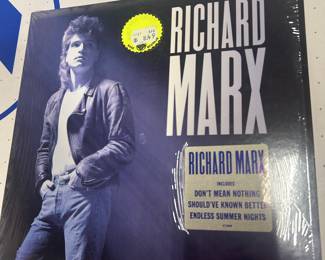 RICHARD
MARX
RICHARD MARX
INCLUDES
DON'T MEAN NOTHING
SHOULD'VE KNOWN BETTER
ENDLESS SUMMER NIGHTS